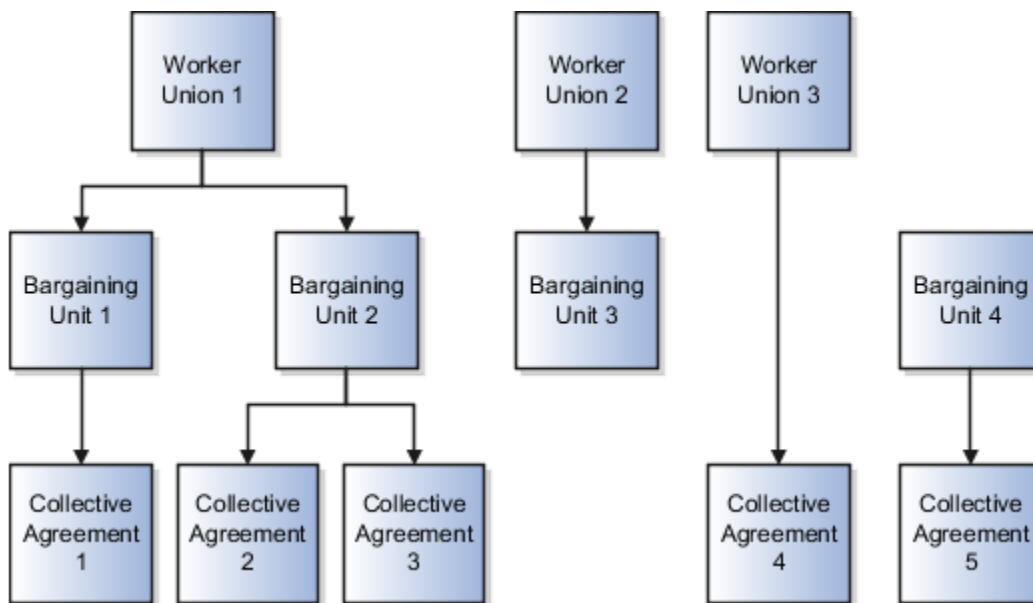 Worker
Union 1
Worker
Union 2
Worker
Union 3
Bargaining
Unit 1
Bargaining
Unit 2
Bargaining
Unit 3
Bargaining
Unit 4
Collective
Agreement
1
Collective
Agreement
2
Collective
Agreement
3
Collective
Agreement
4
Collective
Agreement
5